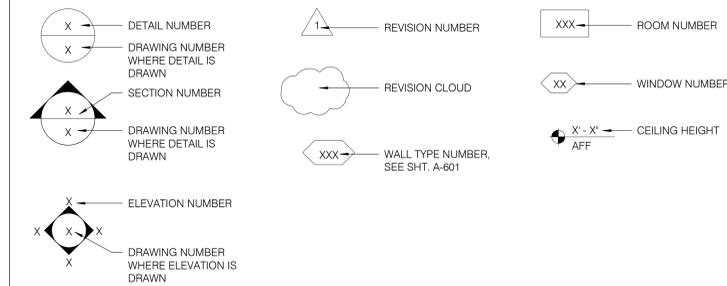 X
DETAIL NUMBER
X
DRAWING NUMBER
WHERE DETAIL IS
DRAWN
X
SECTION NUMBER
X
DRAWING NUMBER
WHERE DETAIL IS
DRAWN
X
ELEVATION NUMBER
X X X
X
DRAWING NUMBER
WHERE ELEVATION IS
DRAWN
1
REVISION NUMBER
REVISION CLOUD
XXX
WALL TYPE NUMBER,
SEE SHT. A-601
XXX
ROOM NUMBER
XX
WINDOW NUMBER
X' - X"
CEILING HEIGHT
AFF